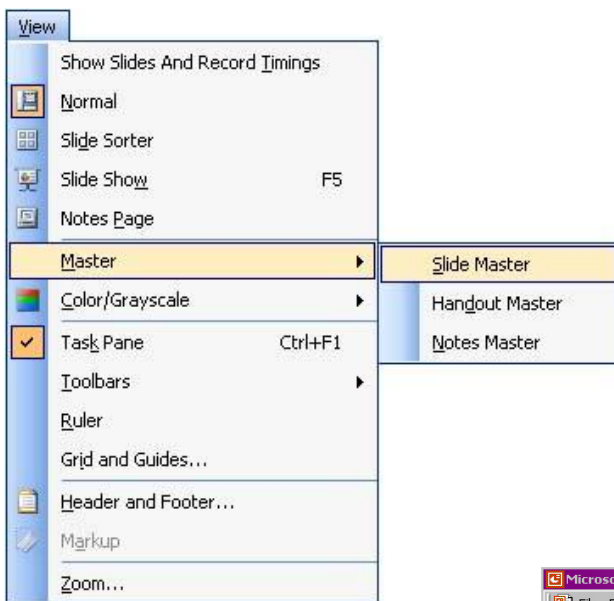 View
Show Slides And Record Timings
Normal
Slide Sorter
Slide Show F5
Notes Page
Master
Slide Master
Color/Grayscale
Handout Master
Task Pane Ctrl+F1
Notes Master
Toolbars
Ruler
Grid and Guides...
Header and Footer...
Markup
Zoom...